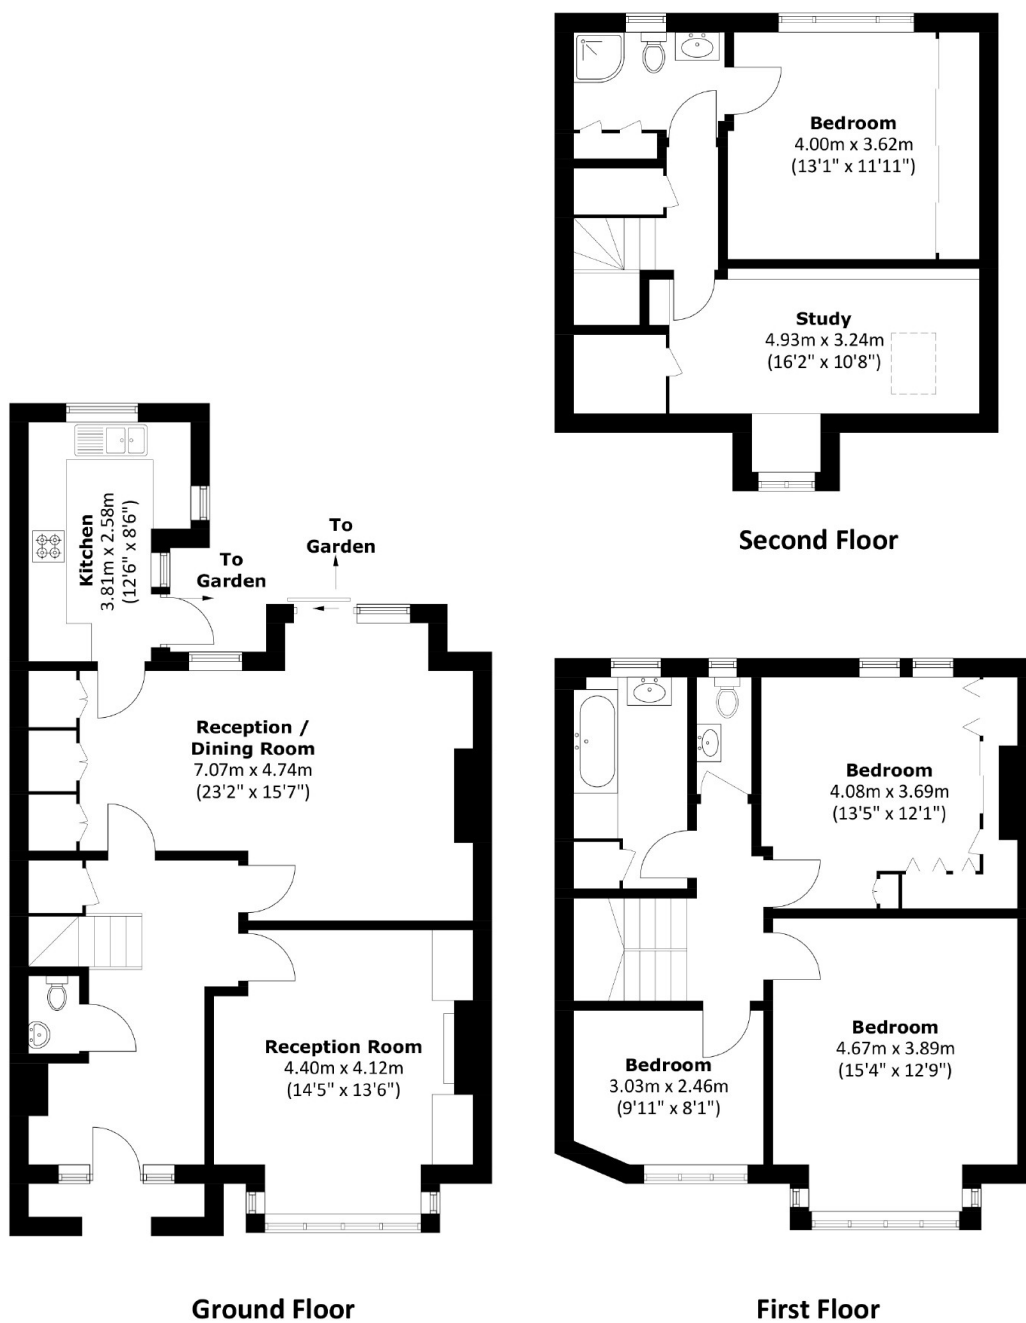 Bedroom
4.00m x 3.62m
(13'1" x 11'11")
Study
4.93m x 3.24m
(16'2" x 10'8")
Second Floor
Kitchen
3.81m x 2.58m
(12'6" x 8'6")
To
Garden
To
Garden
Reception /
Dining Room
7.07m x 4.74m
(23'2" x 15'7")
Reception Room
4.40m x 4.12m
(14'5" x 13'6")
Ground Floor
Bedroom
4.08m x 3.69m
(13'5" x 12'1")
Bedroom
4.67m x 3.89m
(15'4" x 12'9")
Bedroom
3.03m x 2.46m
(9'11" x 8'1")
First Floor